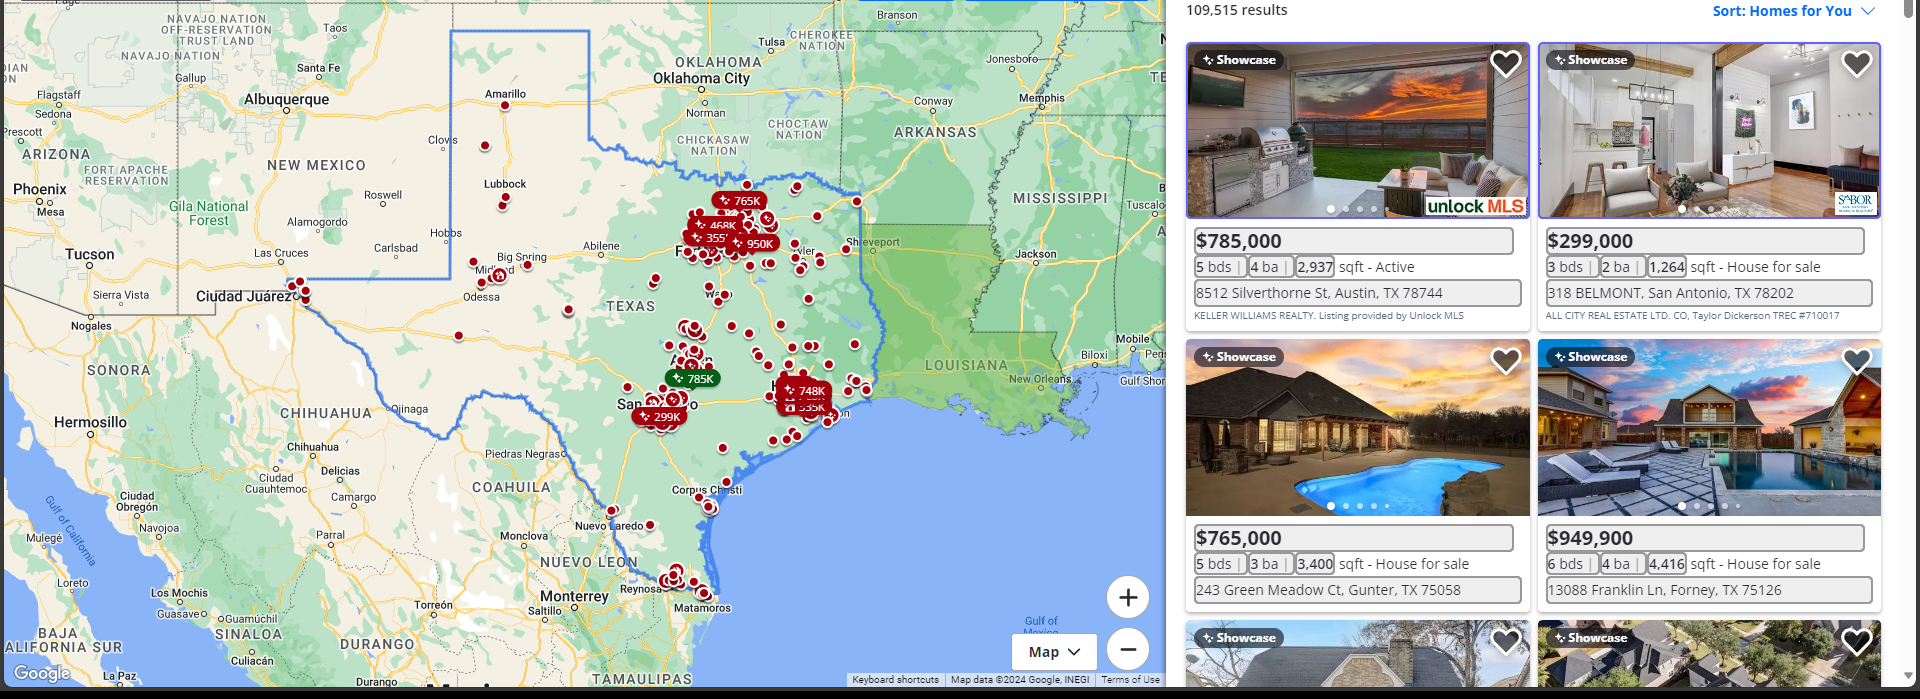 109,515 results
Sort: Homes for You
Showcase
unlock MLS
$785,000
5 bds | 4 ba | 2,937 sqft - Active
8512 Silverthorne St, Austin, TX 78744
KELLER WILLIAMS REALTY. Listing provided by Unlock MLS
Showcase
SABOR
$299,000
3 bds | 2 ba | 1,264 sqft - House for sale
318 BELMONT, San Antonio, TX 78202
ALL CITY REAL ESTATE LTD. CO, Taylor Dickerson TREC #710017
Showcase
$765,000
5 bds | 3 ba | 3,400 sqft - House for sale
243 Green Meadow Ct, Gunter, TX 75058
Showcase
$949,900
6 bds | 4 ba | 4,416 sqft - House for sale
13088 Franklin Ln, Forney, TX 75126
Showcase
Showcase
NAVAJO NATION
OFF-RESERVATION
TRUST LAND
NAVAJO NATION
Taos
Santa Fe
Gallup
Flagstaff
Sedona
Prescott
Albuquerque
ARIZONA
FORT APACHE
RESERVATION
NEW MEXICO
Phoenix
Mesa
Gila National
Forest
Roswell
Alamogordo
Carlsbad
Hobbs
Clovis
Las Cruces
Tucson
Sierra Vista
Nogales
Ciudad Juárez
Amarillo
Lubbock
Big Spring
Odessa
Abilene
TEXAS
Tulsa
CHEROKEE
NATION
OKLAHOMA
Oklahoma City
Norman
CHICKASAW
NATION
CHOCTAW
NATION
Branson
Jonesboro
Memphis
Conway
ARKANSAS
MISSISSIPPI
Jackson
Shreveport
LOUISIANA
New Orleans
Biloxi
Mobile
Gulf Shor
Tuscaloo
765K
468K
355K
950K
785K
299K
748K
335K
Corpus Christi
SONORA
Hermosillo
CHIHUAHUA
Ojinaga
Chihuahua
Delicias
Ciudad
Cuauhtemoc
Camargo
Ciudad
Obregón
Navojoa
Parral
Gulf of California
Mulegé
Loreto
Los Mochis
Guasave
Guamúchil
SINALOA
Culiacán
BAJA
ALIFORNIA SUR
La Paz
Piedras Negras
COAHUILA
Nuevo Laredo
Monclova
NUEVO LEON
Reynosa
Monterrey
Matamoros
Saltillo
Torreón
DURANGO
Durango
TAMAULIPAS
Gulf of
Mexico
Map
Google
Keyboard shortcuts
Map data ©2024 Google, INEGI
Terms of Use